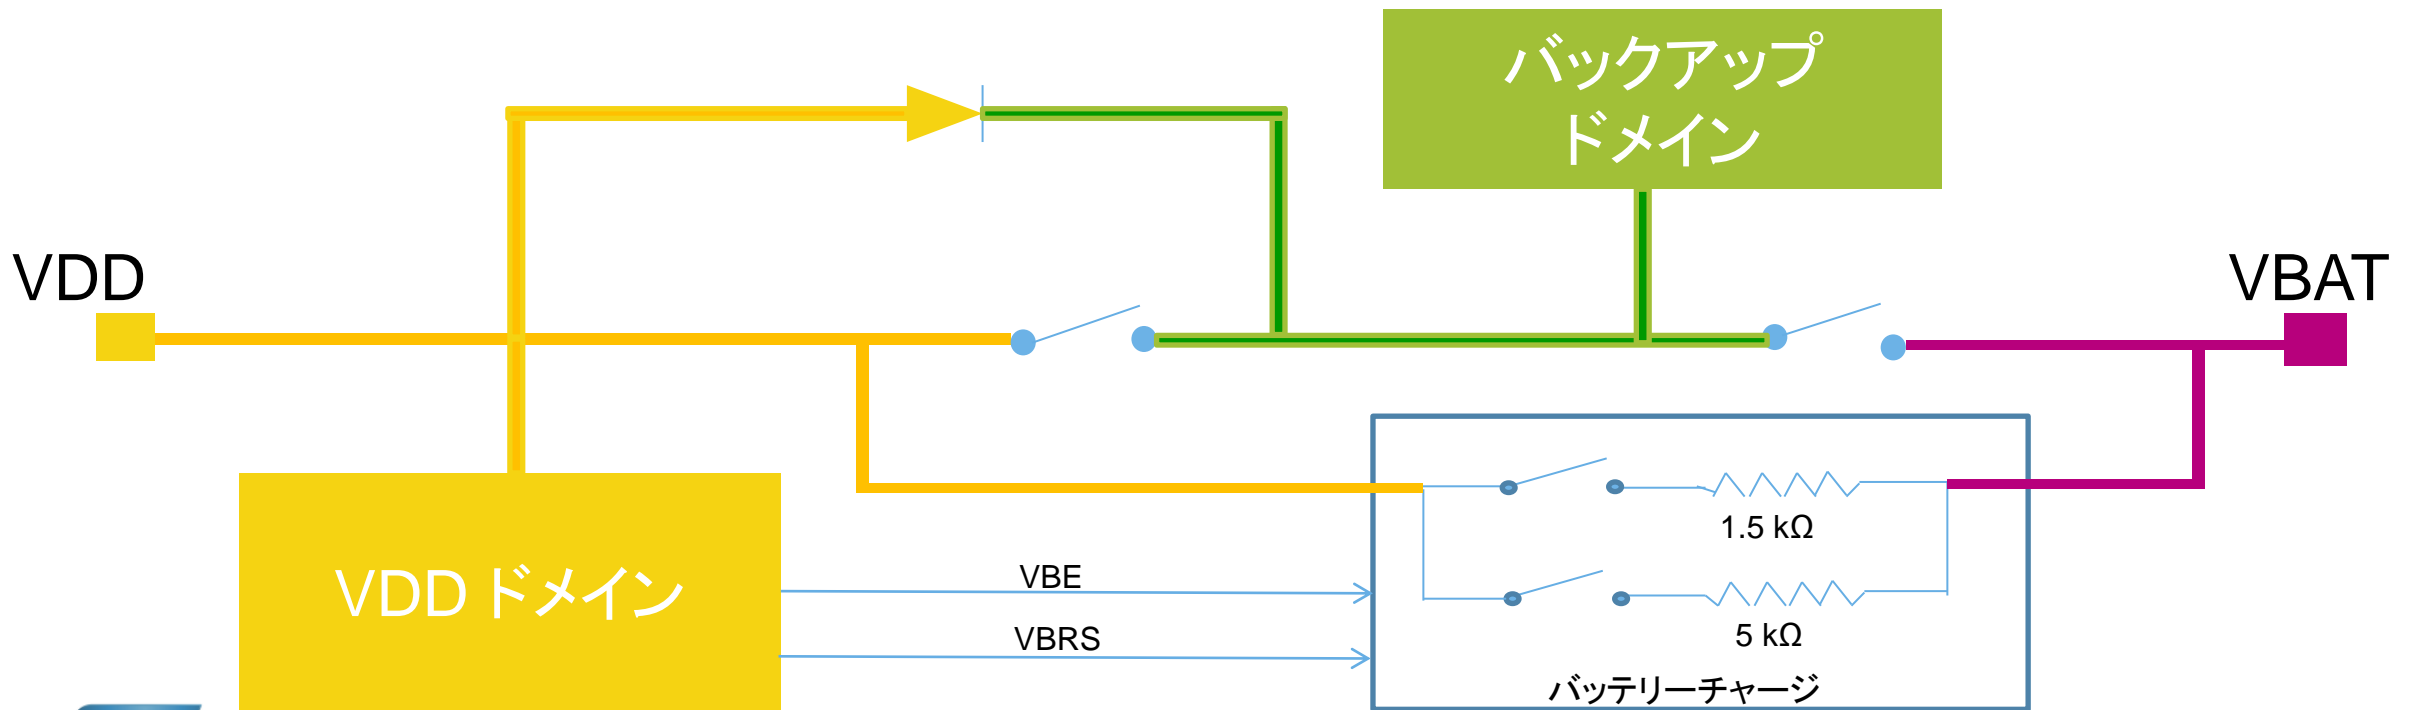 バックアップ
ドメイン
VDD
VBAT
1.5 kΩ
VDD ドメイン
VBE
VBRS
5 kΩ
バッテリーチャージ